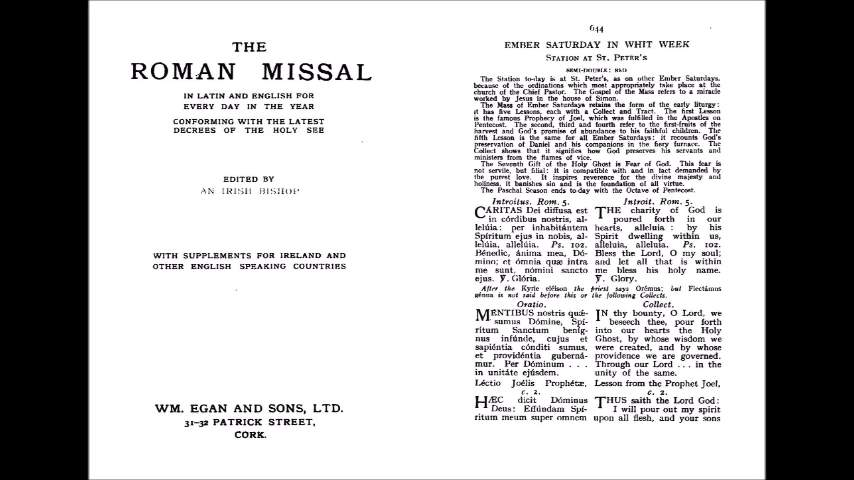 THE
ROMAN MISSAL
IN LATIN AND ENGLISH FOR
EVERY DAY IN THE YEAR
CONFORMING WITH THE LATEST
DECREES OF THE HOLY SEE
EDITED BY
AN IRISH BISHOP
WITH SUPPLEMENTS FOR IRELAND AND
OTHER ENGLISH SPEAKING COUNTRIES
WM. EGAN AND SONS, LTD.
31-32 PATRICK STREET,
CORK.
644
EMBER SATURDAY IN WHIT WEEK
STATION AT ST. PETER'S
SEMI-DOUBLE: RED
The Station to-day is at St. Peter's, as on other Ember Saturdays,
because of the ordinations which most appropriately take place at the
church of the Chief Pastor. The Gospel of the Mass refers to a miracle
worked by Jesus in the house of Simon.
The Mass of Ember Saturdays retains the form of the early liturgy:
it has five Lessons, each with a Collect and Tract. The first Lesson
is the famous Prophecy of Joel, which was fulfilled in the Apostles on
Pentecost. The second, third and fourth refer to the first-fruits of the
harvest and God's promise of abundance to his faithful children. The
fifth Lesson is the same for all Ember Saturdays: it recounts God's
preservation of Daniel and his companions in the fiery furnace. The
Collect shows that it signifies how God preserves his servants and
ministers from the flames of vice.
The Seventh Gift of the Holy Ghost is Fear of God. This fear is
not servile, but filial: it is compatible with and in tact demanded by
the purest love. It inspires reverence for the divine majesty and
holiness, it banishes sin and is the foundation of all virtue.
The Paschal Season ends to-day with the Octave of Pentecost.
Introitus. Rom. 5.
CÁRITAS Dei diffusa est
in córdibus nostris, al-
lelúia: per inhabitántem
Spíritum ejus in nobis, al-
lelúia, allelúia. Ps. 102.
Bénedic, ánima mea, Dó-
mino; et ómnia quæ intra
me sunt, nómini sancto
ejus. ℣. Glória.
Introit. Rom. 5.
THE charity of God is
poured forth in our
hearts, alleluia: by his
Spirit dwelling within us,
alleluia, alleluia. Ps. 102.
Bless the Lord, O my soul;
and let all that is within
me bless his holy name.
℣. Glory.
After the Kyrie eléison the priest says Orémus; but Flectámus
génua is not said before this or the following Collects.
Oratio.
MENTIBUS nostris quǽ-
sumus Dómine, Spí-
ritum Sanctum benig-
nus infúnde, cujus et
sapiéntia cónditi sumus,
et providéntia guberná-
mur. Per Dóminum . . .
in unitáte ejúsdem.
Léctio Joélis Prophétæ,
c. 2.
HÆC dicit Dóminus
Deus: Effúndam Spí-
ritum meum super omnem
Collect.
IN thy bounty, O Lord, we
beseech thee, pour forth
into our hearts the Holy
Ghost, by whose wisdom we
were created, and by whose
providence we are governed.
Through our Lord . . . in the
unity of the same.
Lesson from the Prophet Joel,
c. 2.
THUS saith the Lord God:
I will pour out my spirit
upon all flesh, and your sons